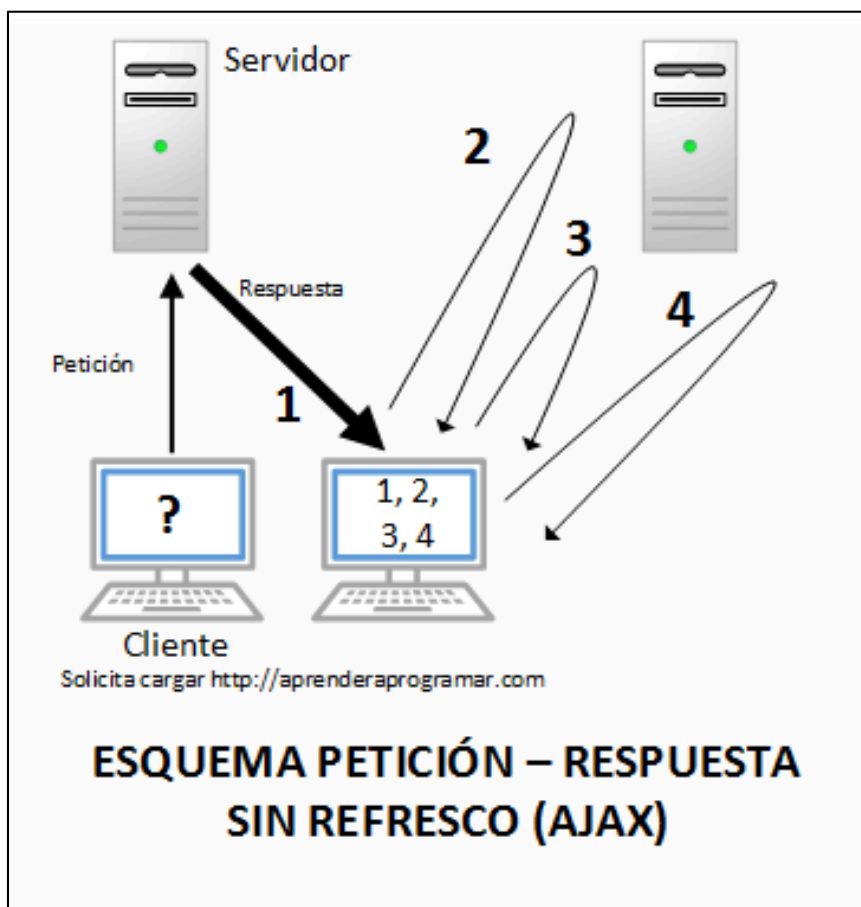 Servidor
2
3
Respuesta
4
Petición
1
?
1, 2,
3, 4
Cliente
Solicita cargar http://aprenderaprogramar.com
ESQUEMA PETICIÓN – RESPUESTA
SIN REFRESCO (AJAX)